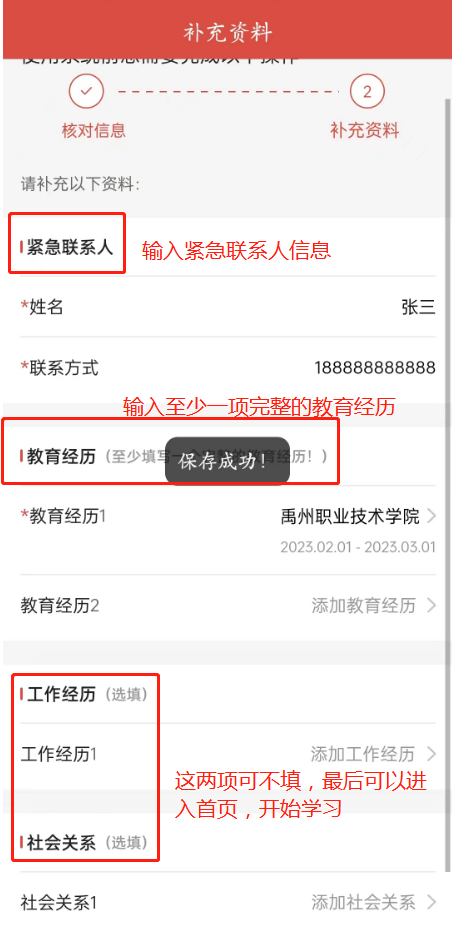 补充资料
使用系统前您需要完成以下操作
2
核对信息
补充资料
请补充以下资料:
紧急联系人
输入紧急联系人信息
*姓名
张三
*联系方式
188888888888
输入至少一项完整的教育经历
教育经历(至少填写一个完整的教育经历!)
保存成功!
*教育经历1
禹州职业技术学院
2023.02.01 - 2023.03.01
教育经历2
添加教育经历
工作经历(选填)
工作经历1
添加工作经历
这两项可不填，最后可以进
入首页，开始学习
社会关系(选填)
社会关系1
添加社会关系